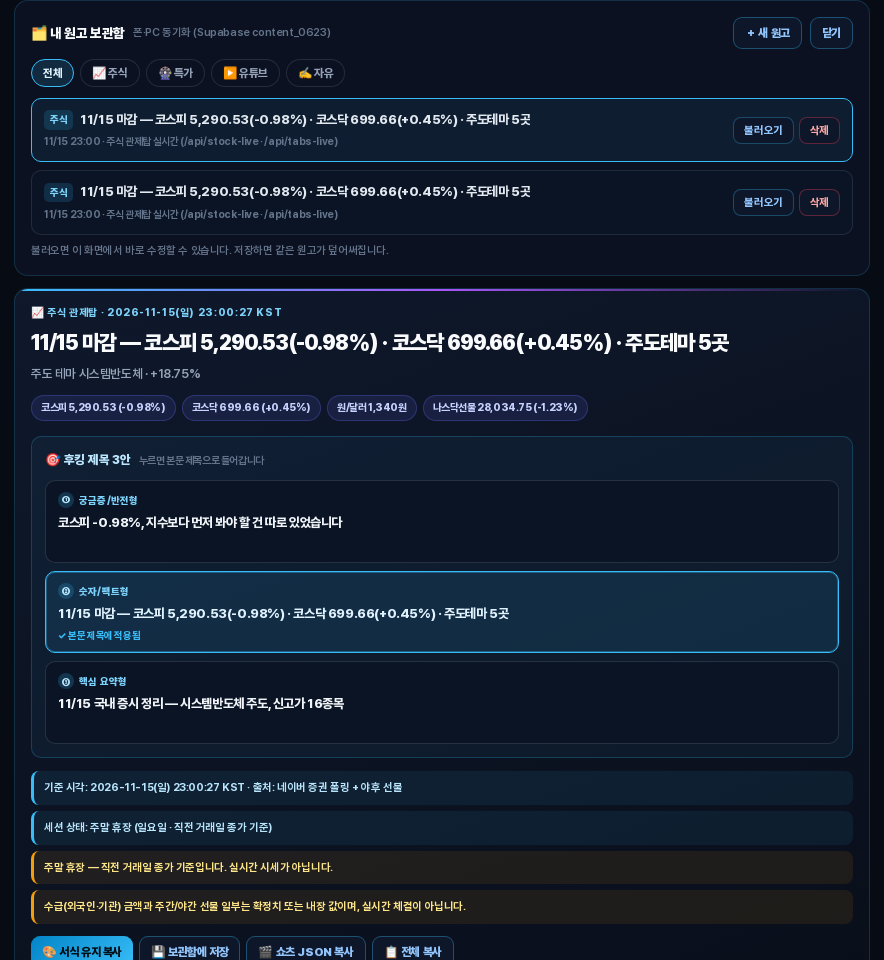 🗂️ 내 원고 보관함 폰·PC 동기화 (Supabase content_0623)
+ 새 원고 닫기
전체 📈 주식 🎡 특가 ▶️ 유튜브 ✍️ 자유
주식 11/15 마감 — 코스피 5,290.53(-0.98%) · 코스닥 699.66(+0.45%) · 주도테마 5곳
11/15 23:00 · 주식 관제탑 실시간 (/api/stock-live · /api/tabs-live)
불러오기 삭제
주식 11/15 마감 — 코스피 5,290.53(-0.98%) · 코스닥 699.66(+0.45%) · 주도테마 5곳
11/15 23:00 · 주식 관제탑 실시간 (/api/stock-live · /api/tabs-live)
불러오기 삭제
불러오면 이 화면에서 바로 수정할 수 있습니다. 저장하면 같은 원고가 덮어써집니다.
📈 주식 관제탑 · 2026-11-15(일) 23:00:27 KST
11/15 마감 — 코스피 5,290.53(-0.98%) · 코스닥 699.66(+0.45%) · 주도테마 5곳
주도 테마 시스템반도체 · +18.75%
코스피 5,290.53 (-0.98%) 코스닥 699.66 (+0.45%) 원/달러 1,340원 나스닥선물 28,034.75 (-1.23%)
🎯 후킹 제목 3안 누르면 본문 제목으로 들어갑니다
궁금증/반전형
코스피 -0.98%, 지수보다 먼저 봐야 할 건 따로 있었습니다
숫자/팩트형
11/15 마감 — 코스피 5,290.53(-0.98%) · 코스닥 699.66(+0.45%) · 주도테마 5곳
✓ 본문 제목에 적용됨
핵심 요약형
11/15 국내 증시 정리 — 시스템반도체 주도, 신고가 16종목
기준 시각: 2026-11-15(일) 23:00:27 KST · 출처: 네이버 증권 폴링 + 야후 선물
세션 상태: 주말 휴장 (일요일 · 직전 거래일 종가 기준)
주말 휴장 — 직전 거래일 종가 기준입니다. 실시간 시세가 아닙니다.
수급(외국인·기관) 금액과 주간/야간 선물 일부는 확정치 또는 내장 값이며, 실시간 체결이 아닙니다.
🎨 서식 유지 복사 💾 보관함에 저장 🎬 쇼츠 JSON 복사 📋 전체 복사